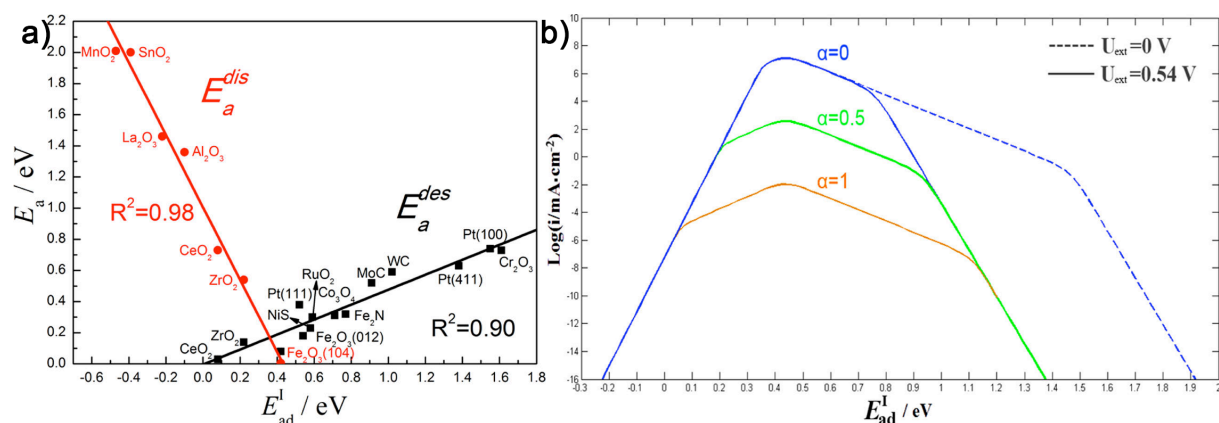 a)
E_a / eV
2.2
2.0
1.8
1.6
1.4
1.2
1.0
0.8
0.6
0.4
0.2
0.0
MnO₂
SnO₂
E_a^dis
La₂O₃
Al₂O₃
R²=0.98
CeO₂
ZrO₂
E_a^des
Pt(100)
Cr₂O₃
WC
MoC
Pt(411)
RuO₂
Co₃O₄
Pt(111)
NiS
Fe₂N
Fe₂O₃(012)
R²=0.90
ZrO₂
CeO₂
Fe₂O₃(104)
-0.6 -0.4 -0.2 0.0 0.2 0.4 0.6 0.8 1.0 1.2 1.4 1.6 1.8
E_ad^I / eV
b)
Log(i/mA·cm⁻²)
10
8
4
0
-4
-8
-12
-16
α=0
α=0.5
α=1
U_ext=0 V
U_ext=0.54 V
-0.3 -0.2 -0.1 0 0.1 0.2 0.3 0.4 0.5 0.6 0.7 0.8 0.9 1 1.1 1.2 1.3 1.4 1.5 1.6 1.7 1.8 1.9 2
E_ad^I / eV